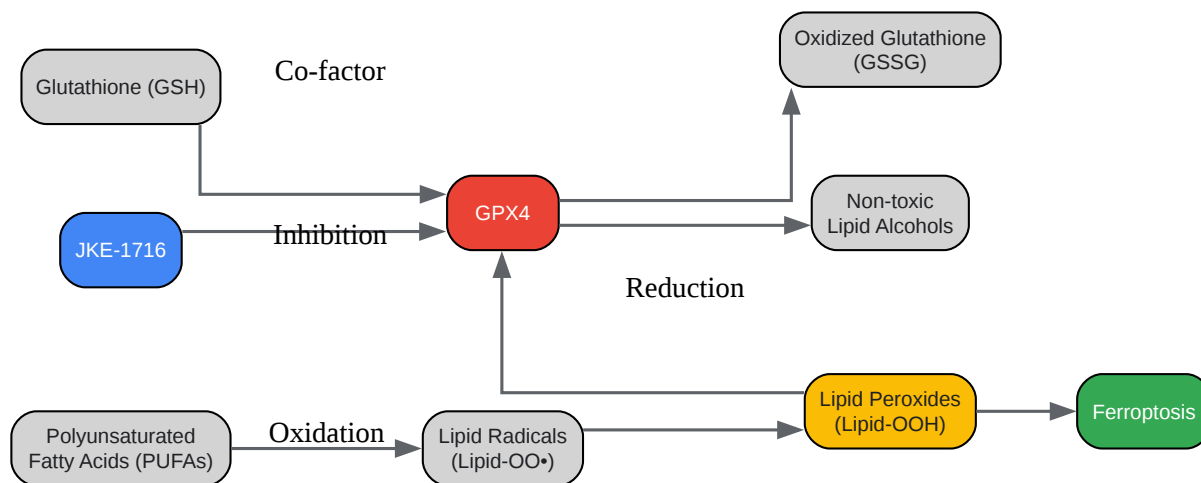 Oxidized Glutathione
(GSSG)
Co-factor
Glutathione (GSH)
GPX4
Non-toxic
Lipid Alcohols
Inhibition
JKE-1716
Reduction
Lipid Peroxides
(Lipid-OOH)
Ferroptosis
Polyunsaturated
Fatty Acids (PUFAs)
Oxidation
Lipid Radicals
(Lipid-OO•)